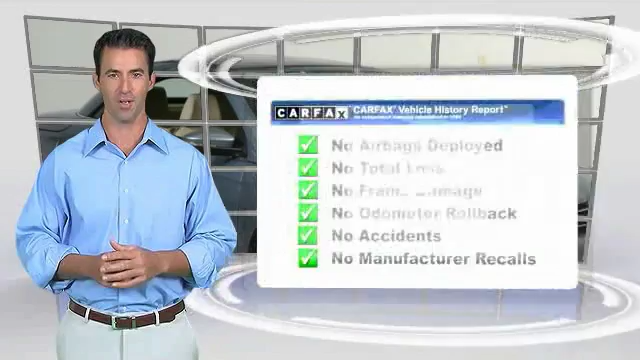 CARFAX CARFAX Vehicle History Report™
No Airbags Deployed
No Total Loss
No Frame Damage
No Odometer Rollback
No Accidents
No Manufacturer Recalls